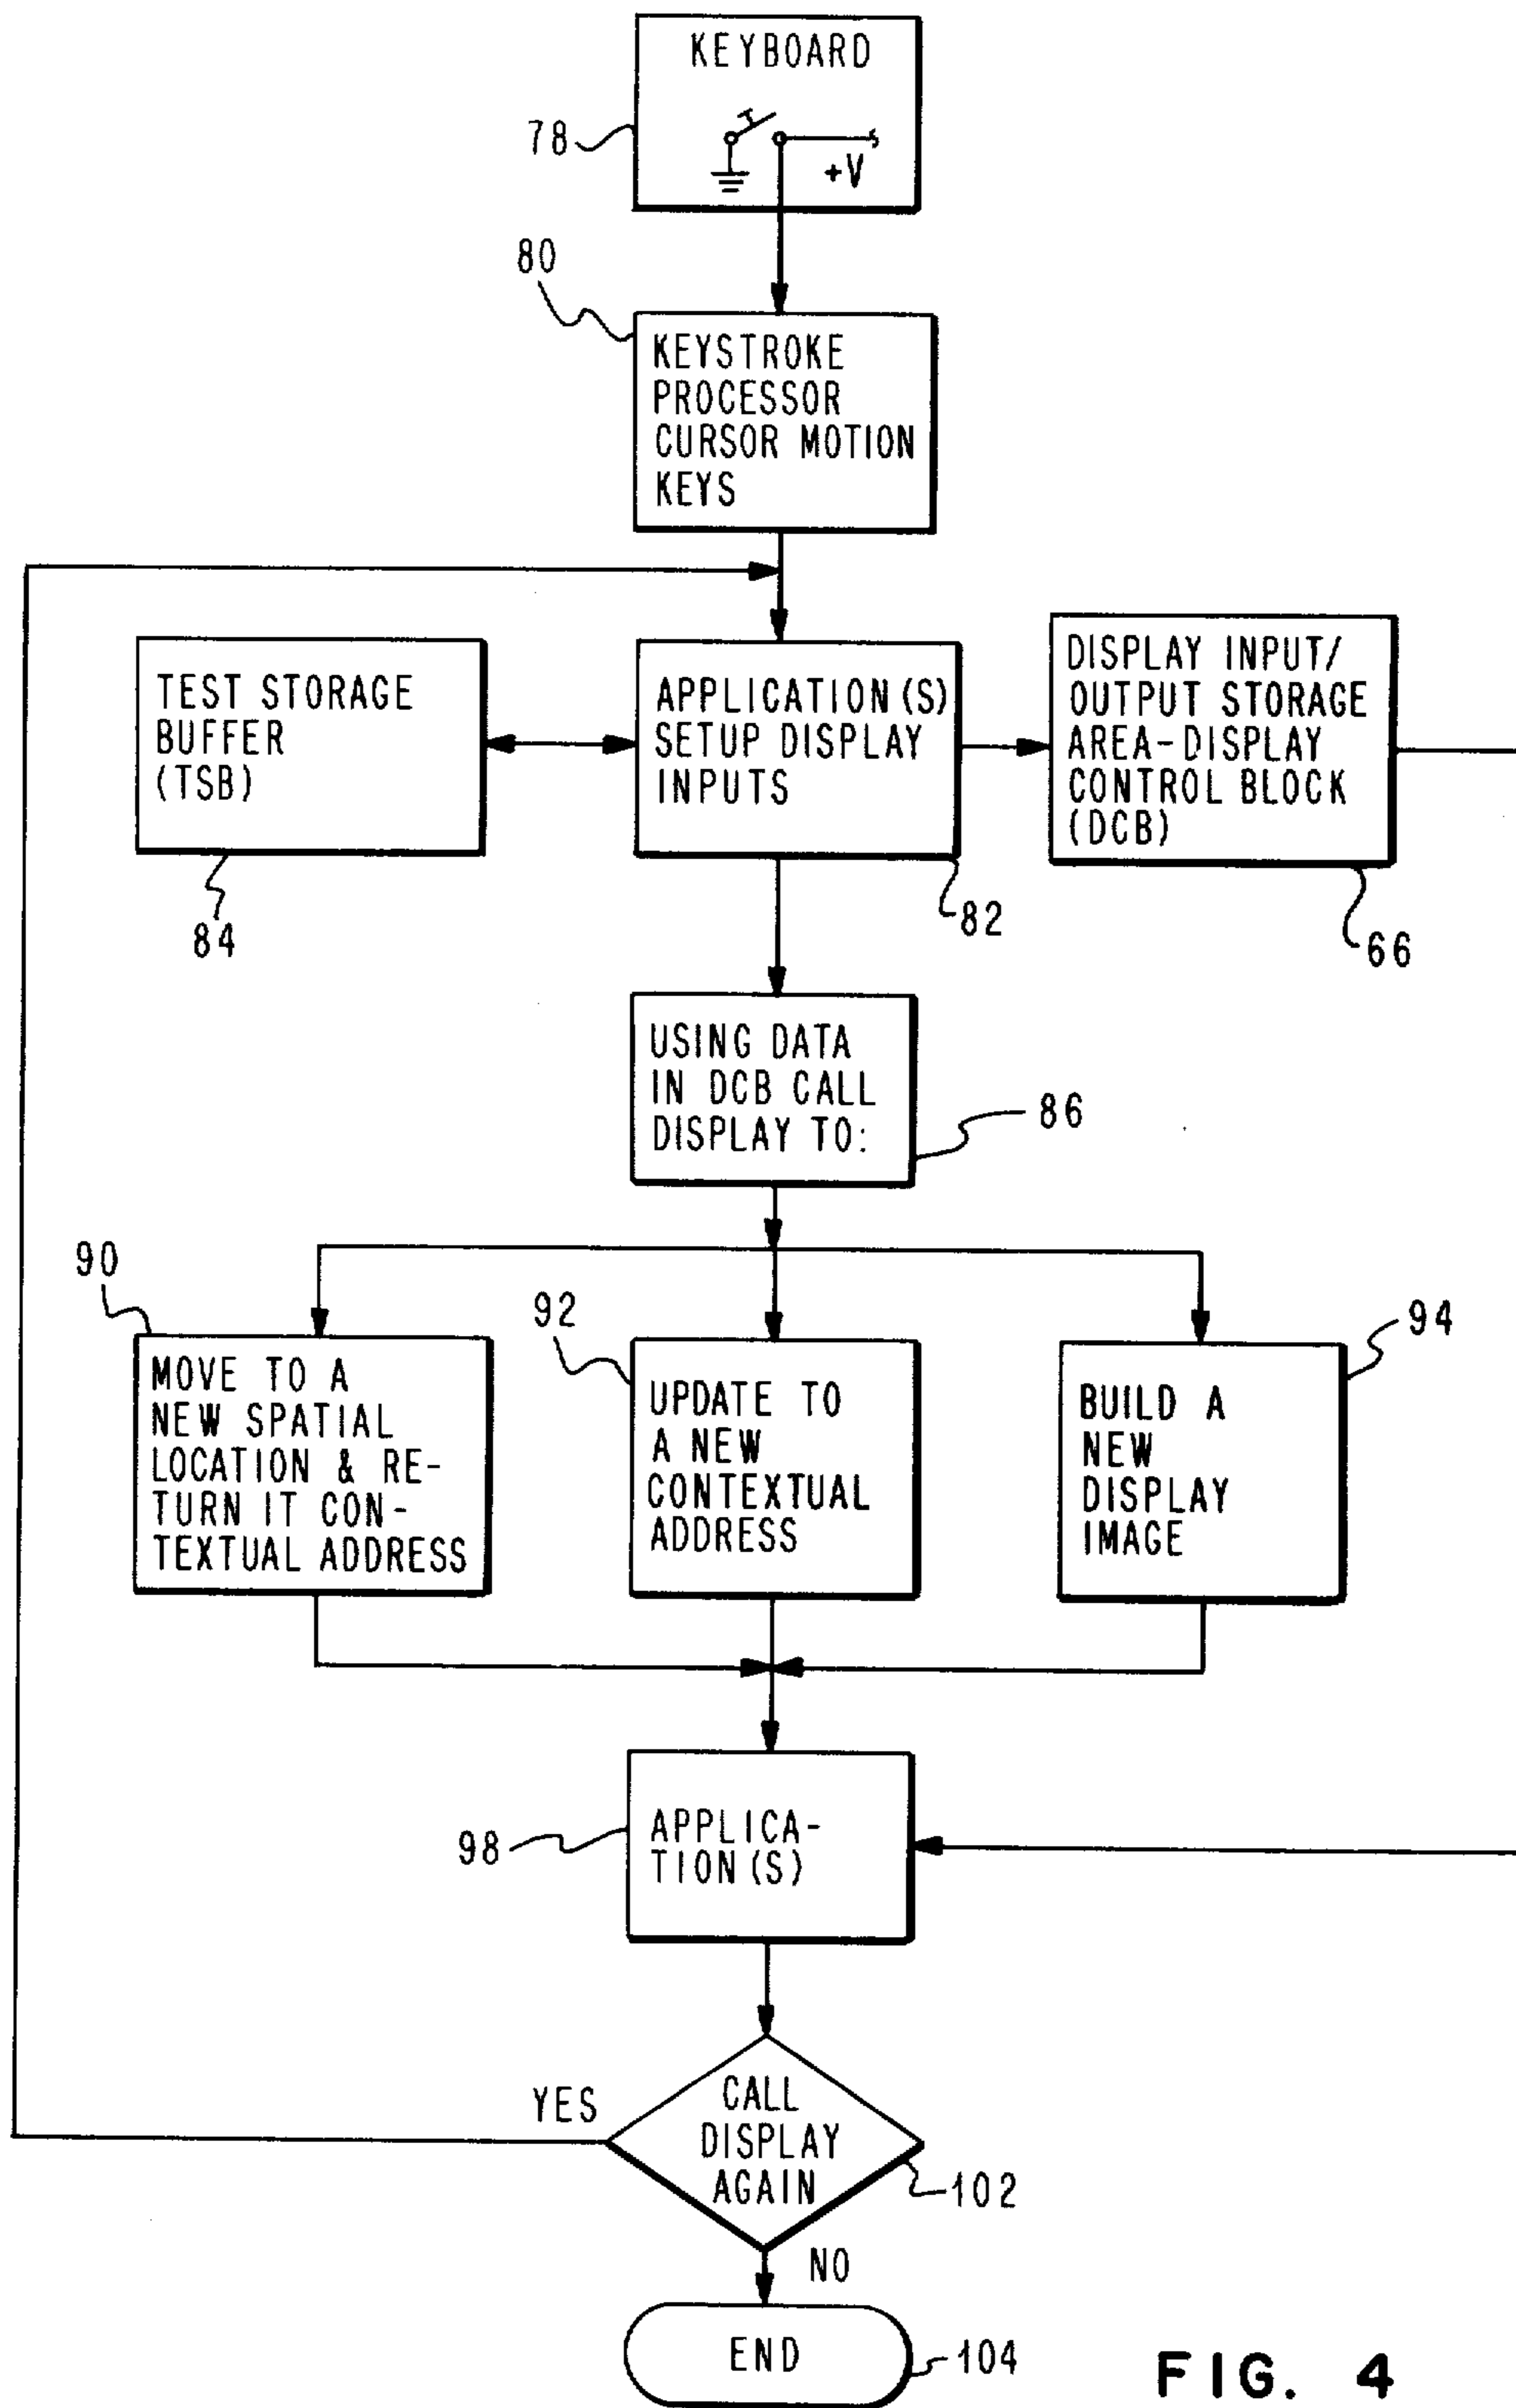 KEYBOARD
78
+V
80
KEYSTROKE
PROCESSOR
CURSOR MOTION
KEYS
TEST STORAGE
BUFFER
(TSB)
84
APPLICATION(S)
SETUP DISPLAY
INPUTS
82
DISPLAY INPUT/
OUTPUT STORAGE
AREA-DISPLAY
CONTROL BLOCK
(DCB)
66
USING DATA
IN DCB CALL
DISPLAY TO:
86
90
MOVE TO A
NEW SPATIAL
LOCATION & RE-
TURN IT CON-
TEXTUAL ADDRESS
92
UPDATE TO
A NEW
CONTEXTUAL
ADDRESS
94
BUILD A
NEW
DISPLAY
IMAGE
98
APPLICA-
TION(S)
YES
CALL
DISPLAY
AGAIN
102
NO
END
104
FIG. 4